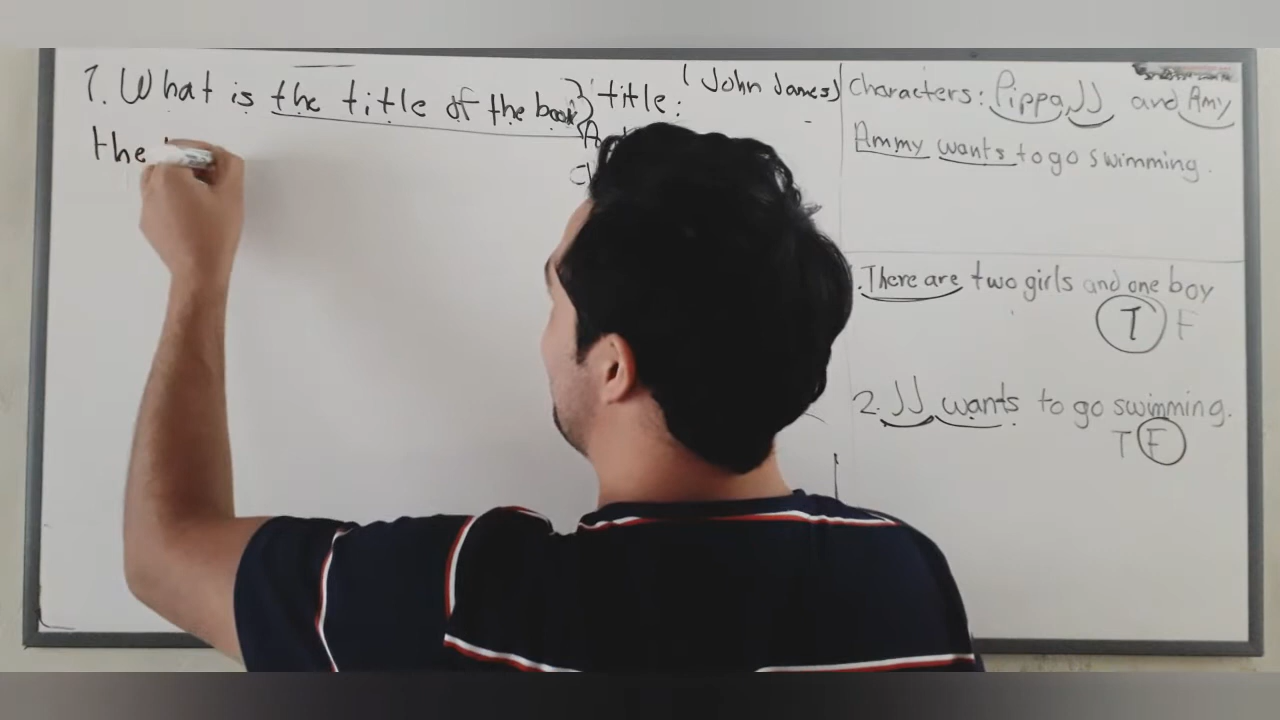 1. What is the title of the book
the
title: (John James)
Characters: Pippa, JJ and Amy
Ammy wants to go swimming.
1. There are two girls and one boy
T F
2. JJ wants to go swimming.
T F